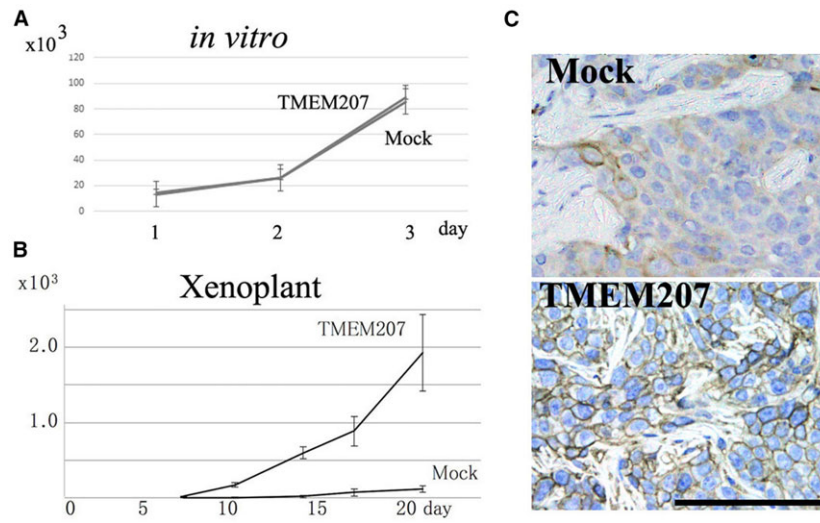 A
in vitro
x10³
120
100
80
60
40
20
0
TMEM207
Mock
1 2 3 day
B
Xenoplant
x10³
2.0
1.0
TMEM207
Mock
0 5 10 15 20 day
C
Mock
TMEM207